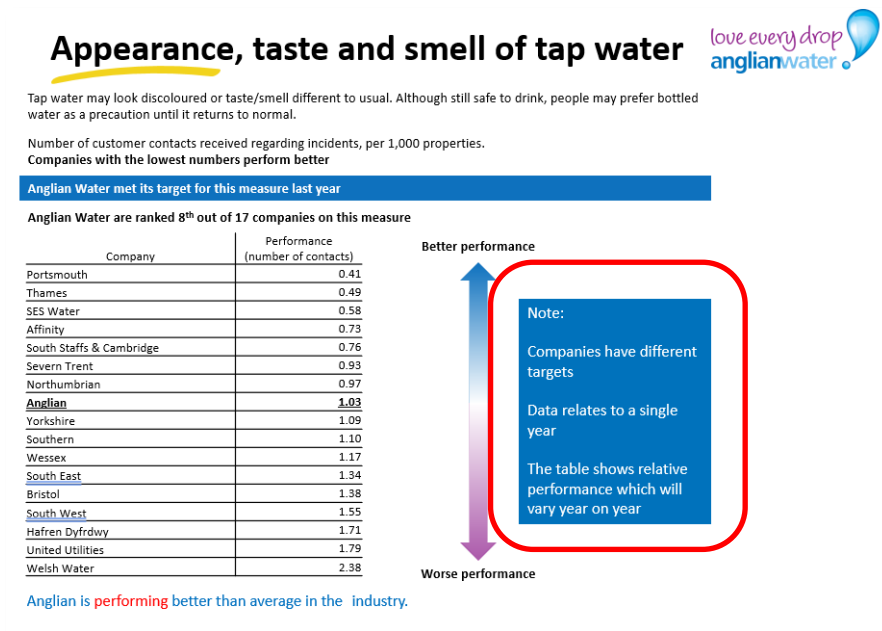 Appearance, taste and smell of tap water
love every drop
anglianwater
Tap water may look discoloured or taste/smell different to usual. Although still safe to drink, people may prefer bottled
water as a precaution until it returns to normal.
Number of customer contacts received regarding incidents, per 1,000 properties.
Companies with the lowest numbers perform better
Anglian Water met its target for this measure last year
Anglian Water are ranked 8th out of 17 companies on this measure
Company Performance
(number of contacts)
Portsmouth 0.41
Thames 0.49
SES Water 0.58
Affinity 0.73
South Staffs & Cambridge 0.76
Severn Trent 0.93
Northumbrian 0.97
Anglian 1.03
Yorkshire 1.09
Southern 1.10
Wessex 1.17
South East 1.34
Bristol 1.38
South West 1.55
Hafren Dyfrdwy 1.71
United Utilities 1.79
Welsh Water 2.38
Better performance
Note:
Companies have different
targets
Data relates to a single
year
The table shows relative
performance which will
vary year on year
Worse performance
Anglian is performing better than average in the industry.